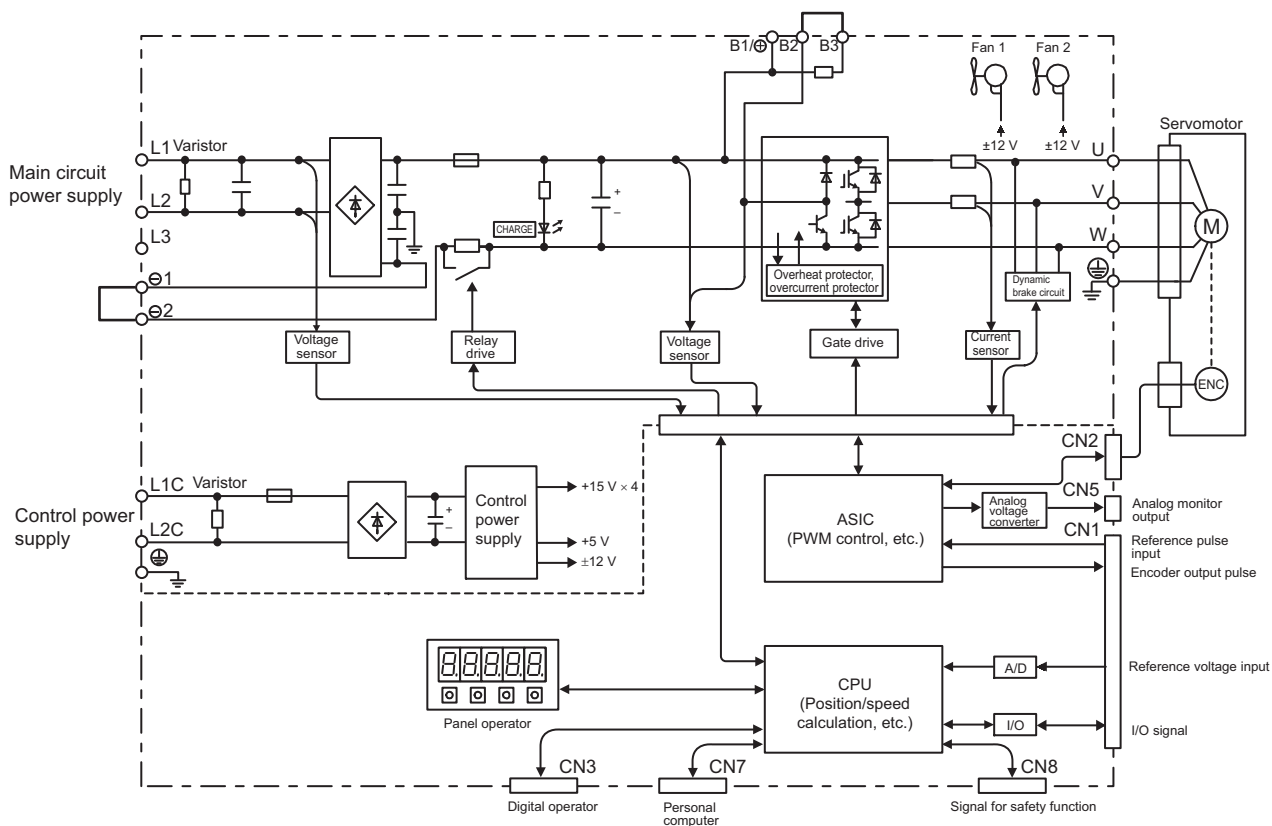 B1/⊕ B2 B3
Fan 1 Fan 2
±12 V ±12 V
Servomotor
Main circuit
power supply
L1 Varistor
L2
L3
⊖1
⊖2
CHARGE
+
–
Overheat protector,
overcurrent protector
U
V
W
M
ENC
Dynamic
brake circuit
Voltage
sensor
Relay
drive
Voltage
sensor
Gate drive
Current
sensor
Control power
supply
L1C Varistor
L2C
+
–
Control
power
supply
+15 V × 4
+5 V
±12 V
ASIC
(PWM control, etc.)
Analog
voltage
converter
CN2
CN5
Analog monitor
output
CN1
Reference pulse
input
Encoder output pulse
88888
Panel operator
CPU
(Position/speed
calculation, etc.)
A/D
Reference voltage input
I/O
I/O signal
CN3
Digital operator
CN7
Personal
computer
CN8
Signal for safety function